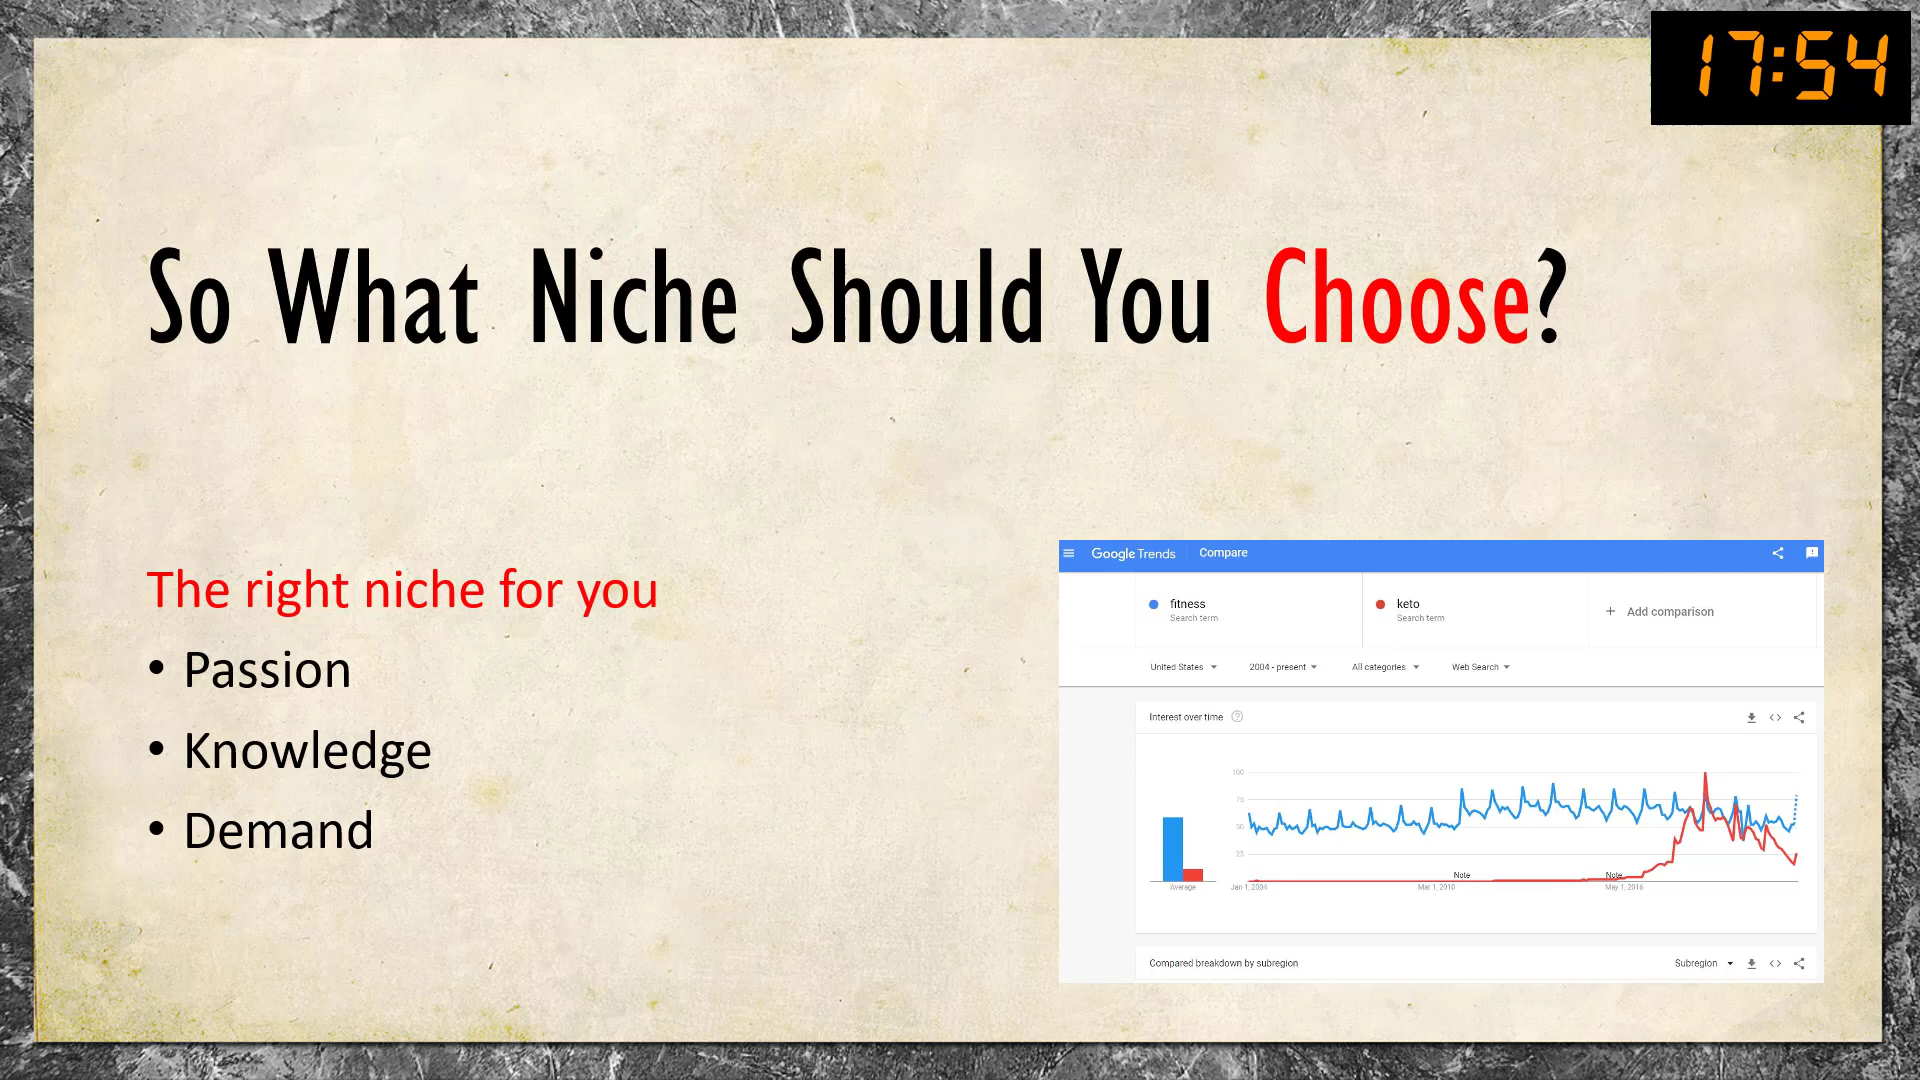 17:54
So What Niche Should You Choose?
The right niche for you
• Passion
• Knowledge
• Demand
Google Trends Compare
fitness
Search term
keto
Search term
+ Add comparison
United States 2004 - present All categories Web Search
Interest over time
100
75
50
25
Note
Note
Average
Jan 1, 2004
Mar 1, 2010
May 1, 2016
Compared breakdown by subregion
Subregion